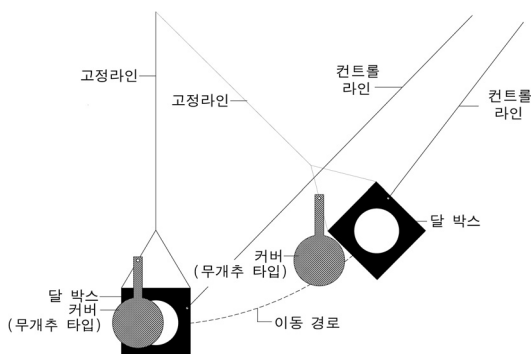 고정라인
고정라인
컨트롤
라인
컨트롤
라인
달 박스
커버
(무개추 타입)
달 박스
커버
(무개추 타입)
이동 경로